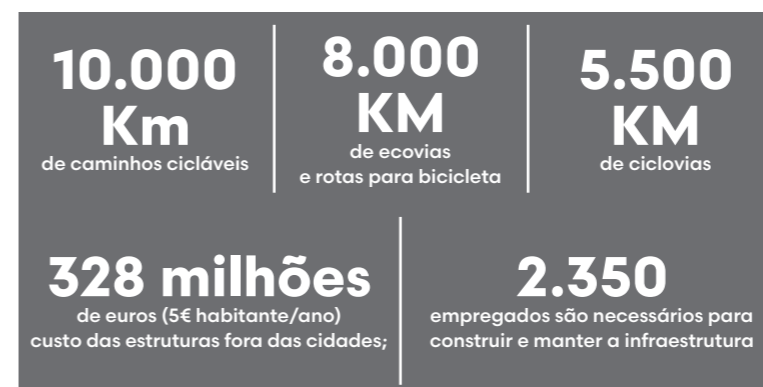 10.000
Km
de caminhos cicláveis
8.000
KM
de ecovias
e rotas para bicicleta
5.500
KM
de ciclovias
328 milhões
de euros (5€ habitante/ano)
custo das estruturas fora das cidades;
2.350
empregados são necessários para
construir e manter a infraestrutura